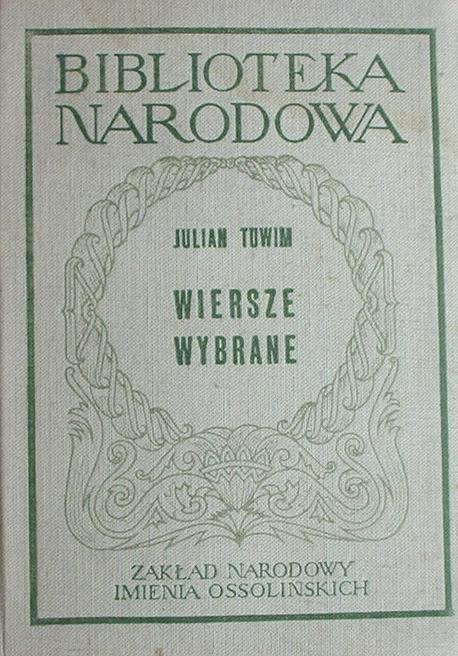 BIBLIOTEKA
NARODOWA
JULIAN TUWIM
WIERSZE
WYBRANE
ZAKŁAD NARODOWY
IMIENIA OSSOLIŃSKICH